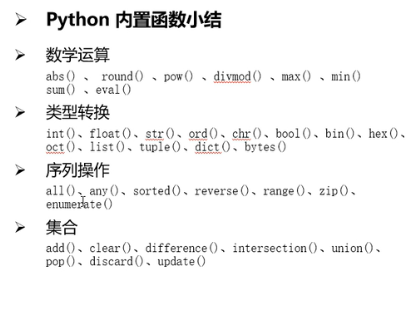 Python 内置函数小结
数学运算
abs() 、 round() 、pow() 、divmod() 、max() 、min()
sum() 、eval()
类型转换
int()、float()、str()、ord()、chr()、bool()、bin()、hex()、
oct()、list()、tuple()、dict()、bytes()
序列操作
all()、any()、sorted()、reverse()、range()、zip()、
enumerate()
集合
add()、clear()、difference()、intersection()、union()、
pop()、discard()、update()